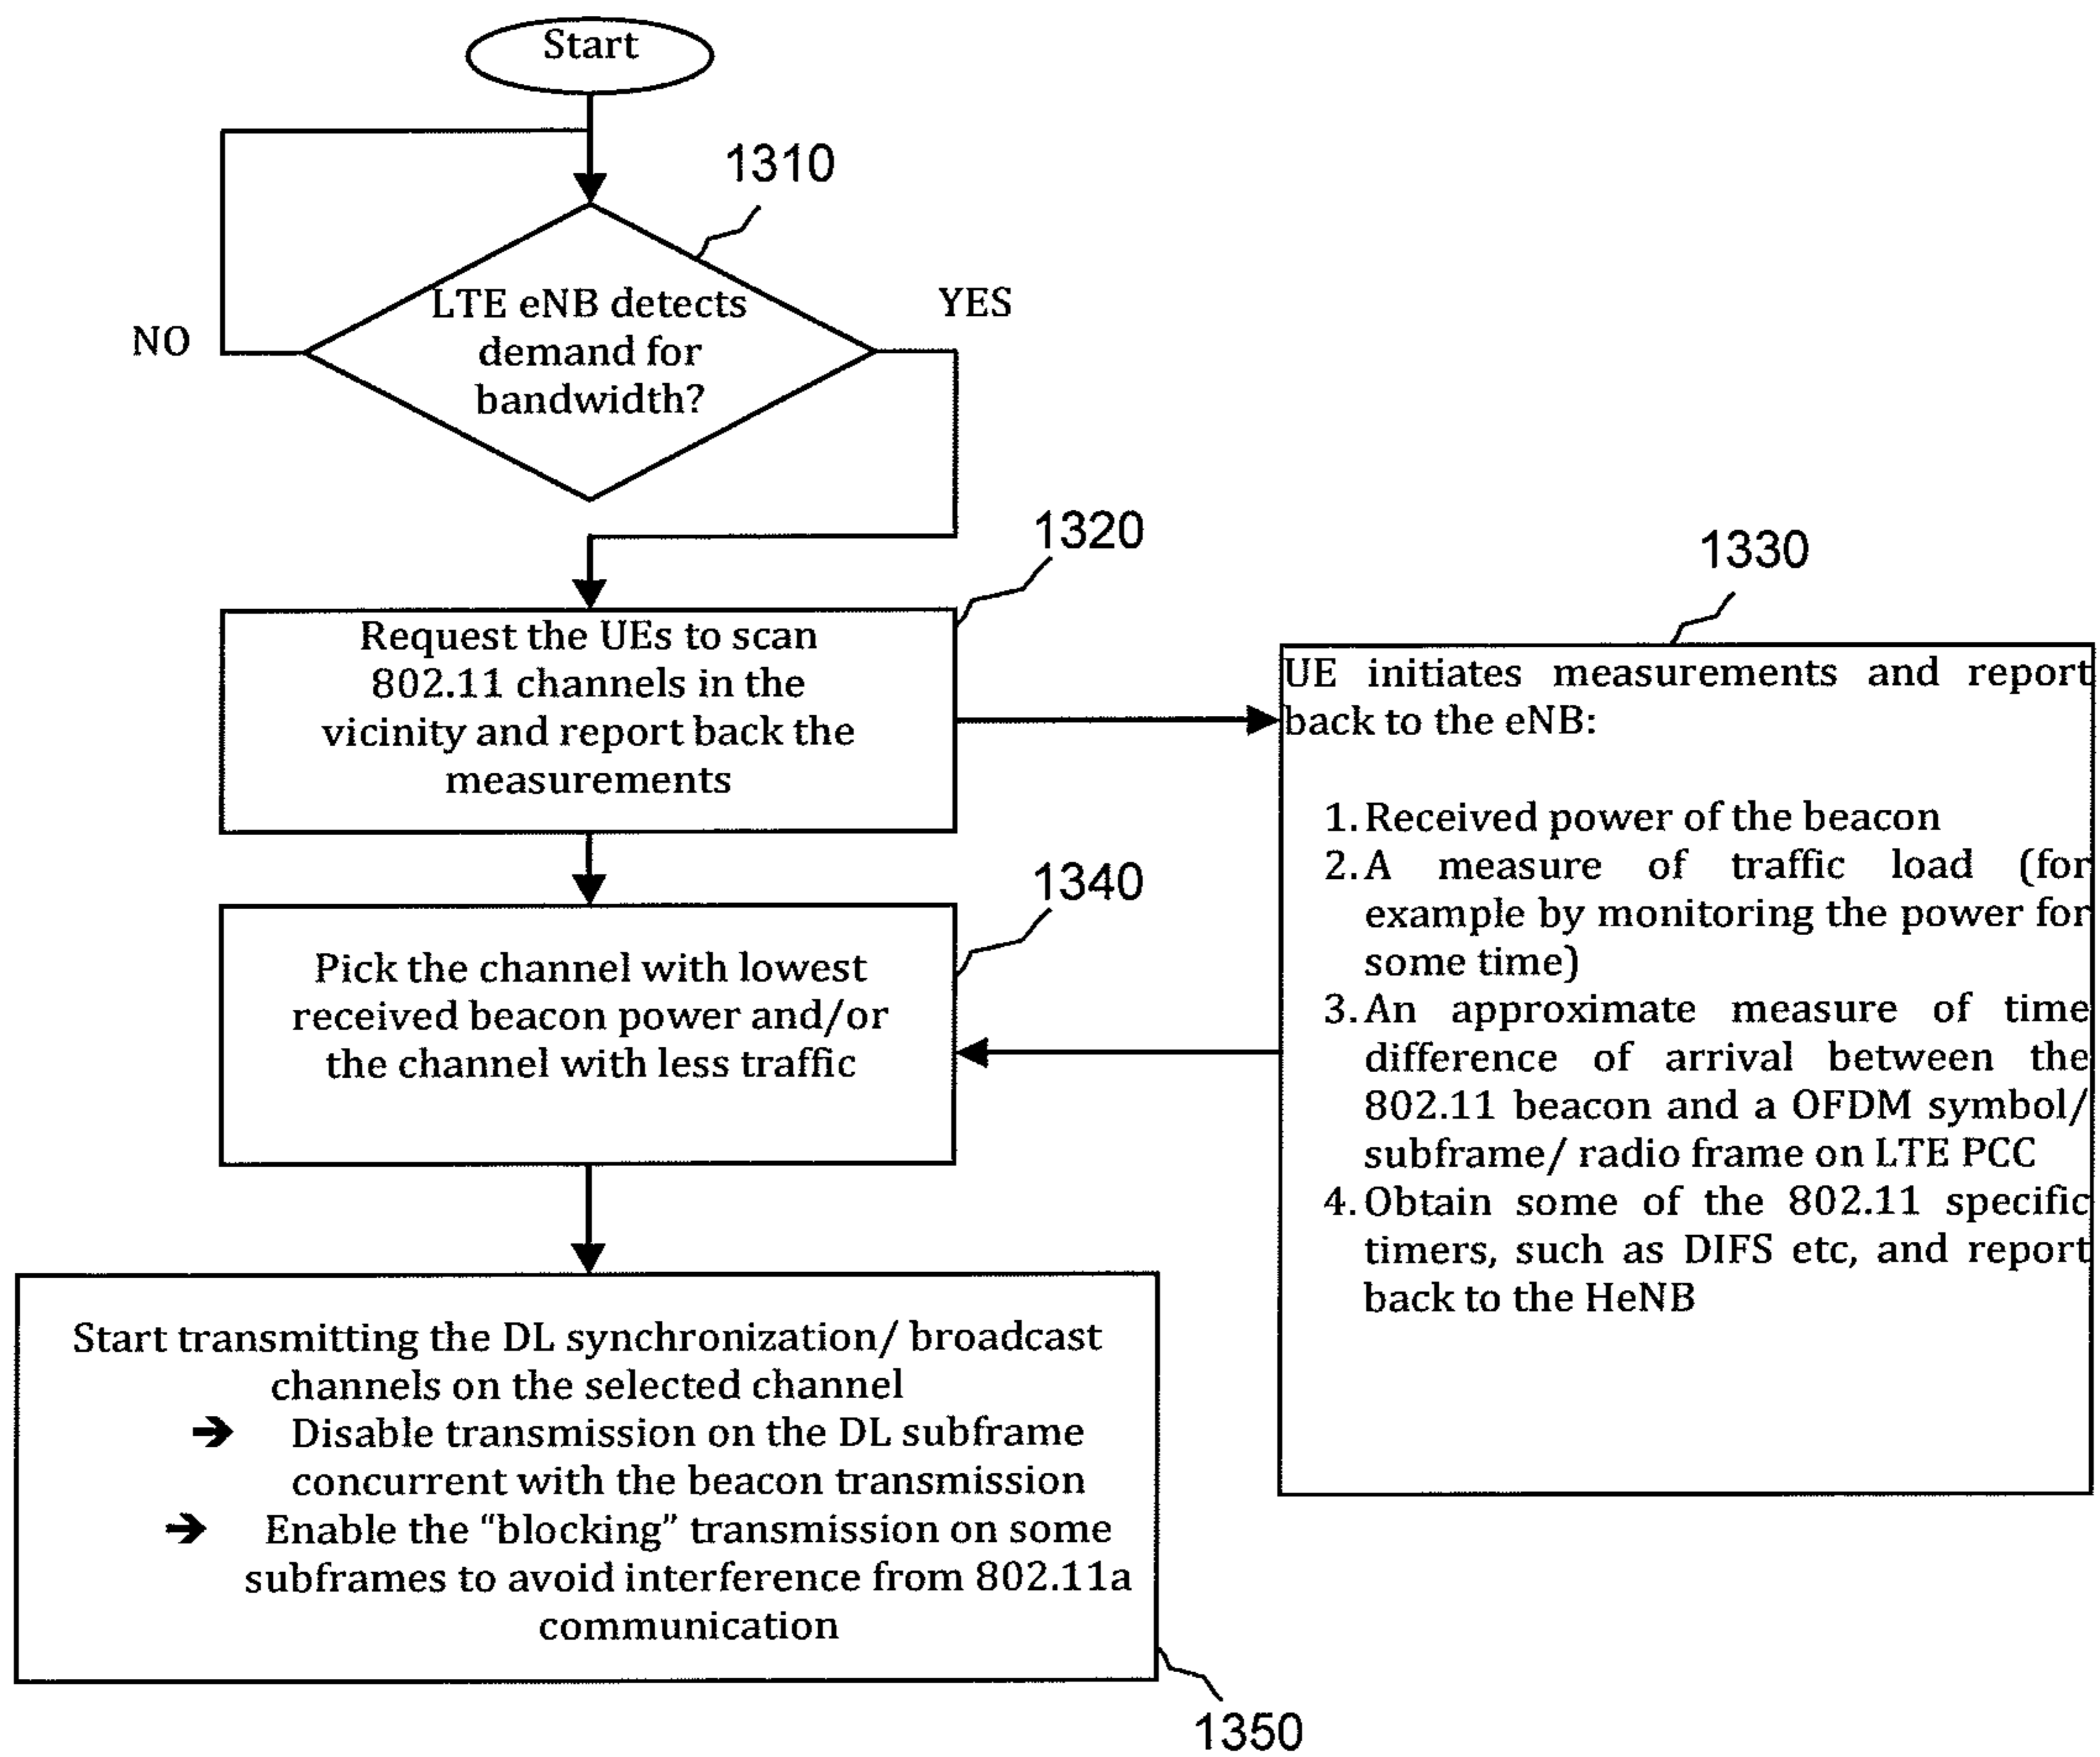 Start
1310
LTE eNB detects
demand for
bandwidth?
YES
NO
1320
Request the UEs to scan
802.11 channels in the
vicinity and report back the
measurements
1330
UE initiates measurements and report
back to the eNB:
1. Received power of the beacon
2. A measure of traffic load (for
example by monitoring the power for
some time)
3. An approximate measure of time
difference of arrival between the
802.11 beacon and a OFDM symbol/
subframe/ radio frame on LTE PCC
4. Obtain some of the 802.11 specific
timers, such as DIFS etc, and report
back to the HeNB
1340
Pick the channel with lowest
received beacon power and/or
the channel with less traffic
Start transmitting the DL synchronization/ broadcast
channels on the selected channel
➔ Disable transmission on the DL subframe
concurrent with the beacon transmission
➔ Enable the “blocking” transmission on some
subframes to avoid interference from 802.11a
communication
1350